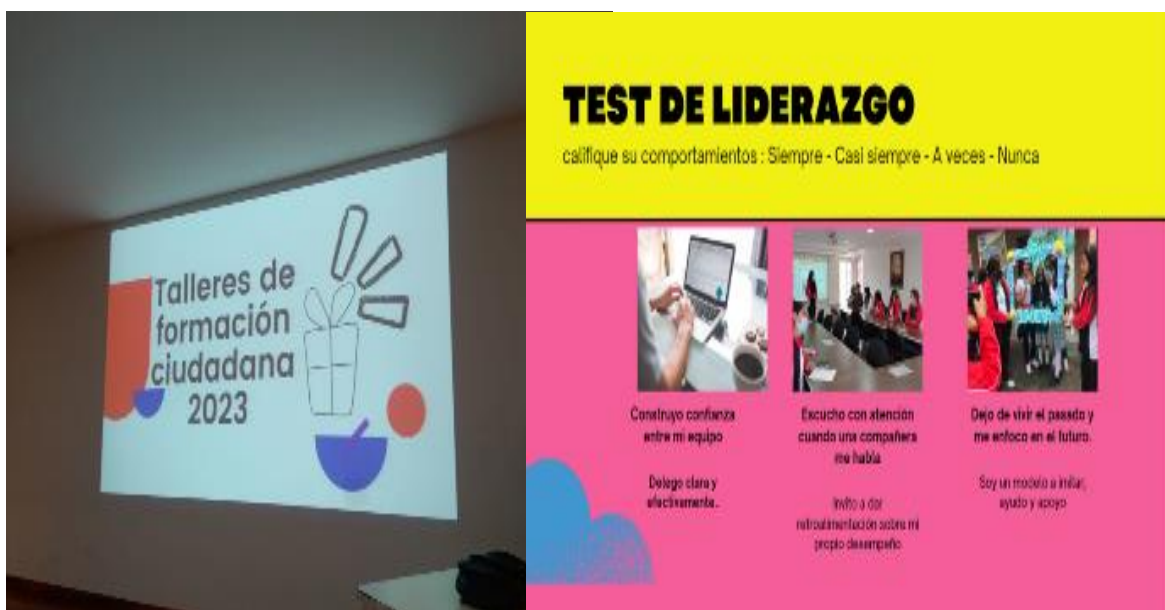 Talleres de
formación
ciudadana
2023
TEST DE LIDERAZGO
califique su comportamientos : Siempre - Casi siempre - A veces - Nunca
Construyo confianza
entre mi equipo
Delego clara y
efectivamente.
Escucho con atención
cuando una compañera
me habla
Invito a dar
retroalimentación sobre mi
propio desempeño
Dejo de vivir el pasado y
me enfoco en el futuro.
Soy un modelo a imitar,
ayudo y apoyo